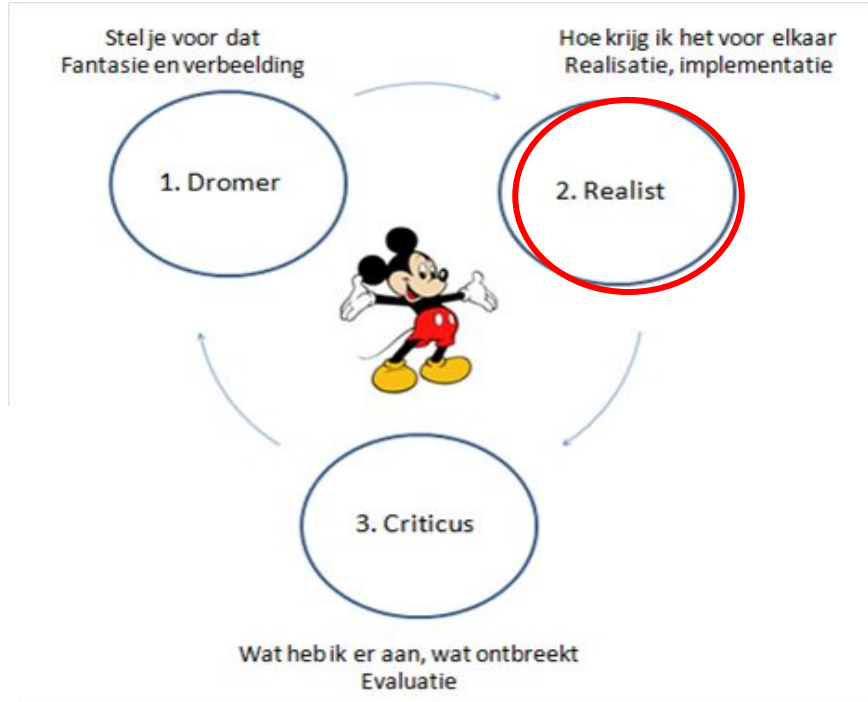 Stel je voor dat
Fantasie en verbeelding
1. Dromer
Hoe krijg ik het voor elkaar
Realisatie, implementatie
2. Realist
3. Criticus
Wat heb ik er aan, wat ontbreekt
Evaluatie